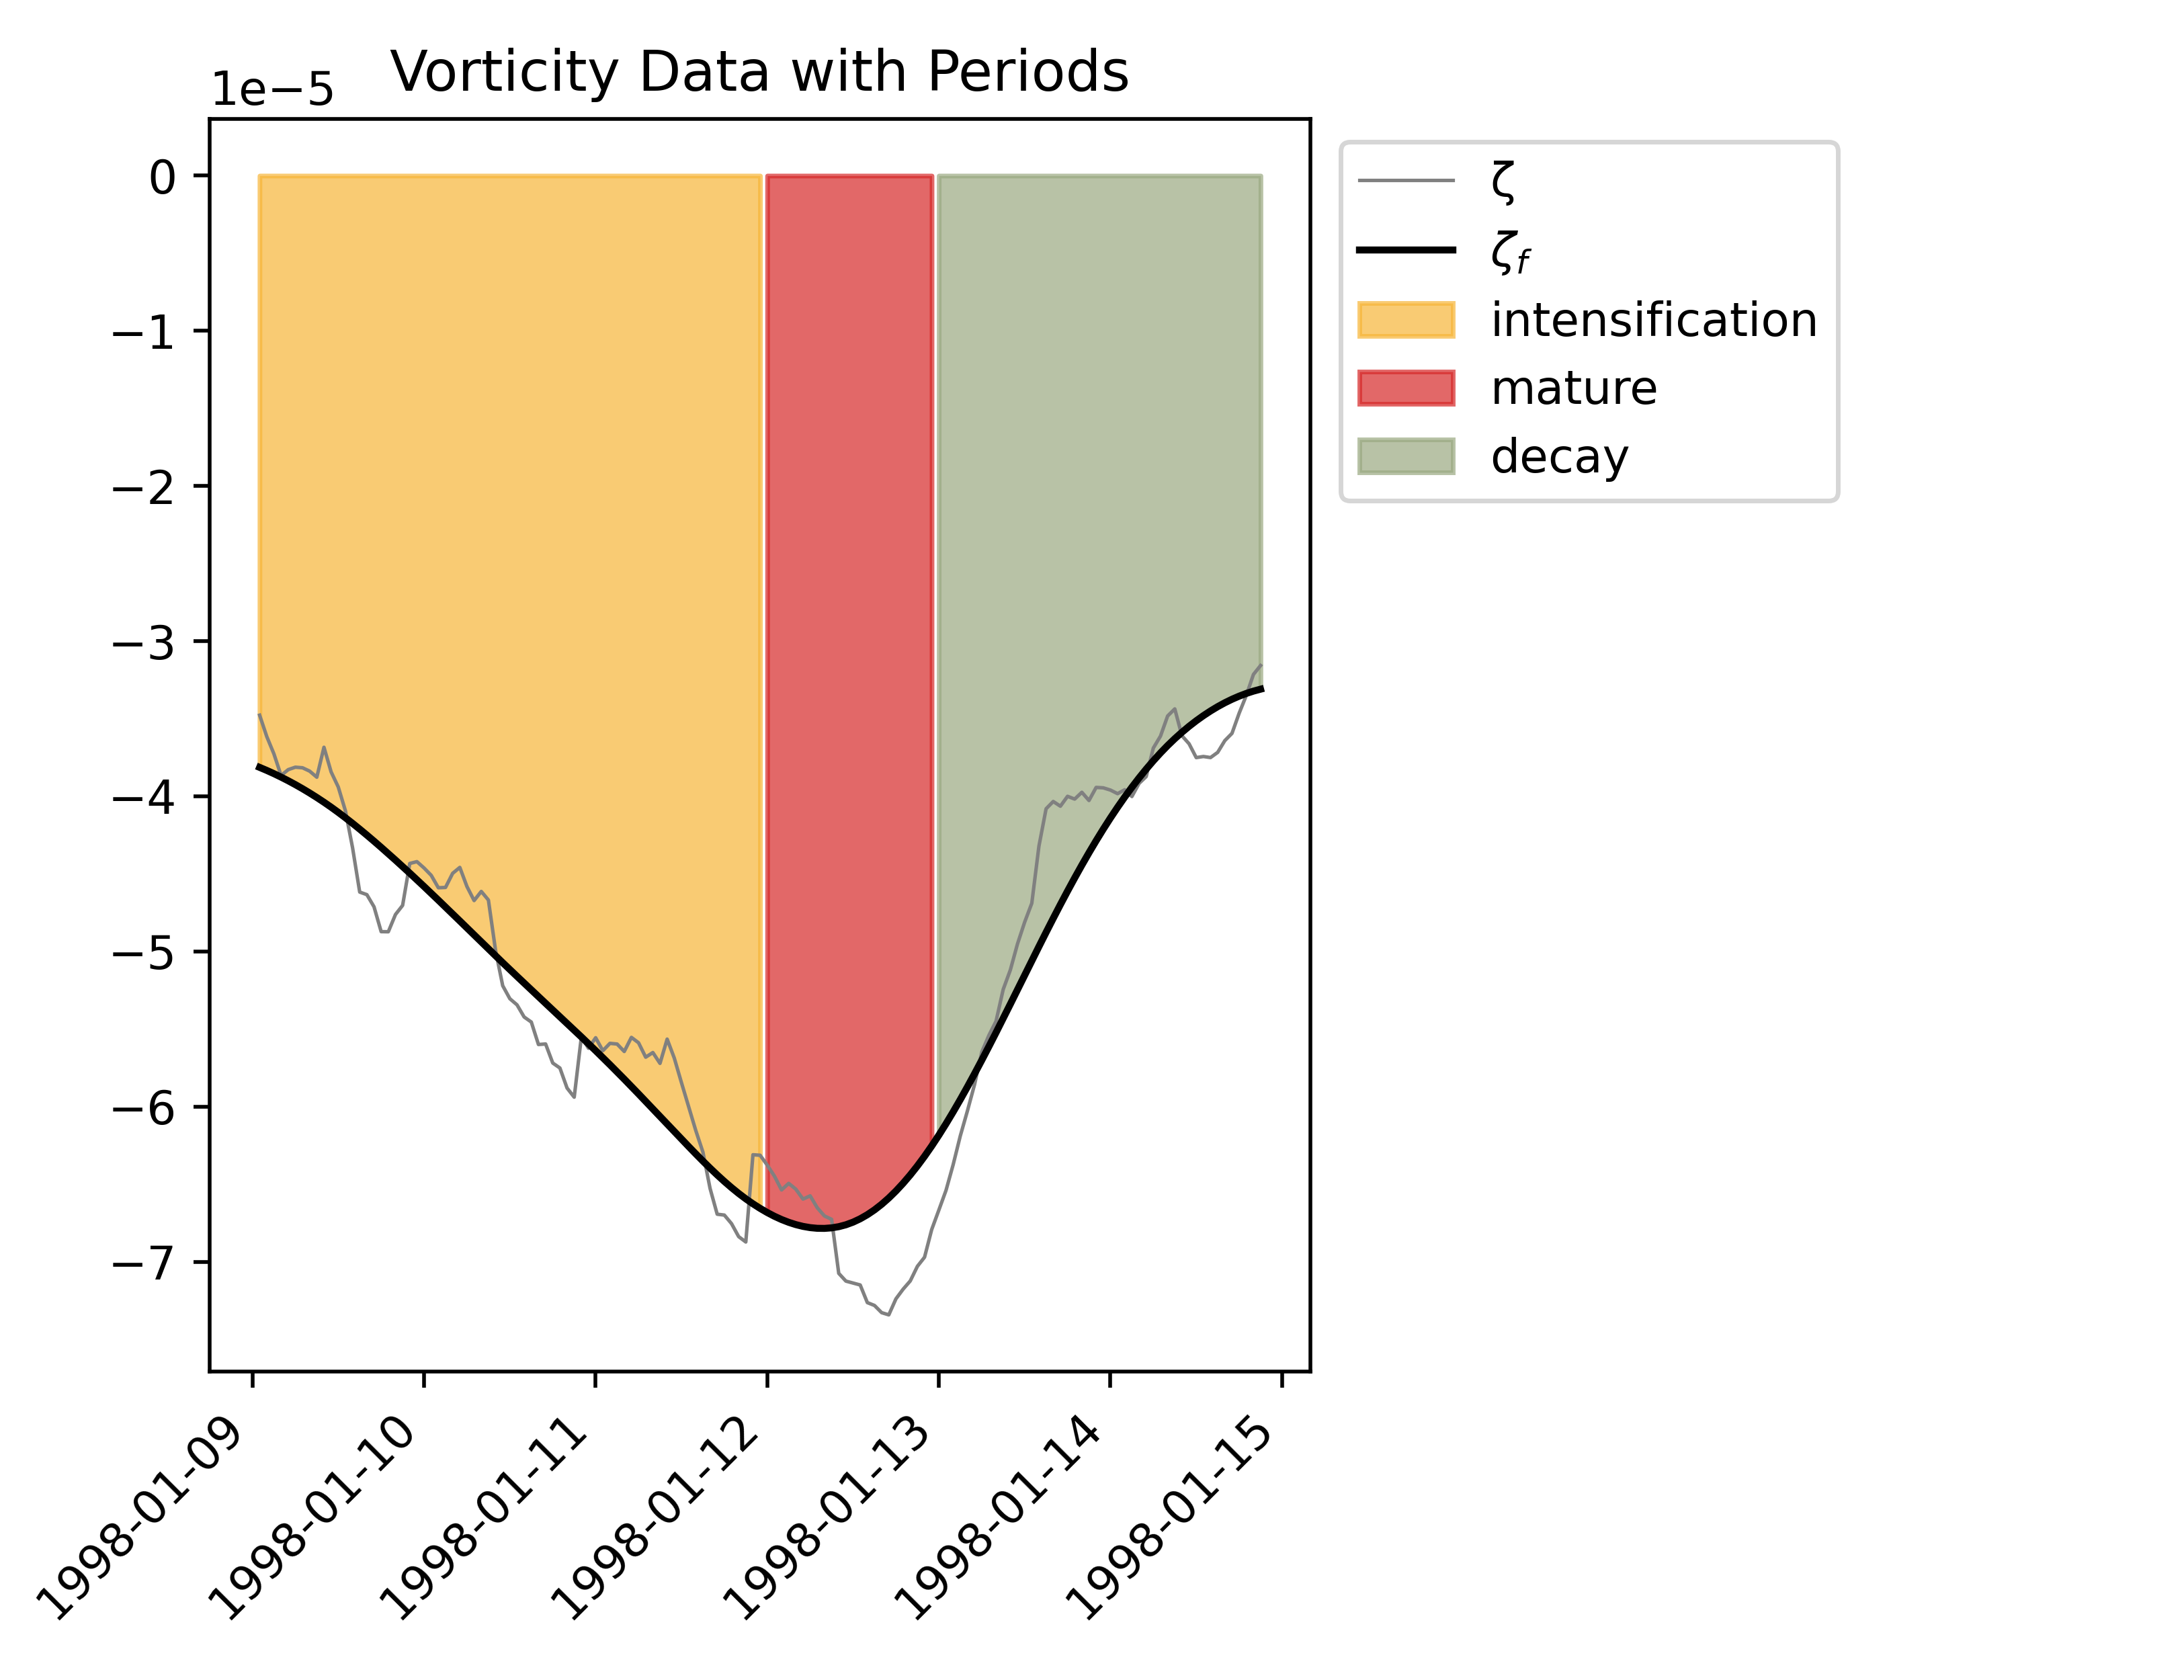 Vorticity Data with Periods
1e−5
0
−1
−2
−3
−4
−5
−6
−7
1998-01-09
1998-01-10
1998-01-11
1998-01-12
1998-01-13
1998-01-14
1998-01-15
ζ
ζf
intensification
mature
decay